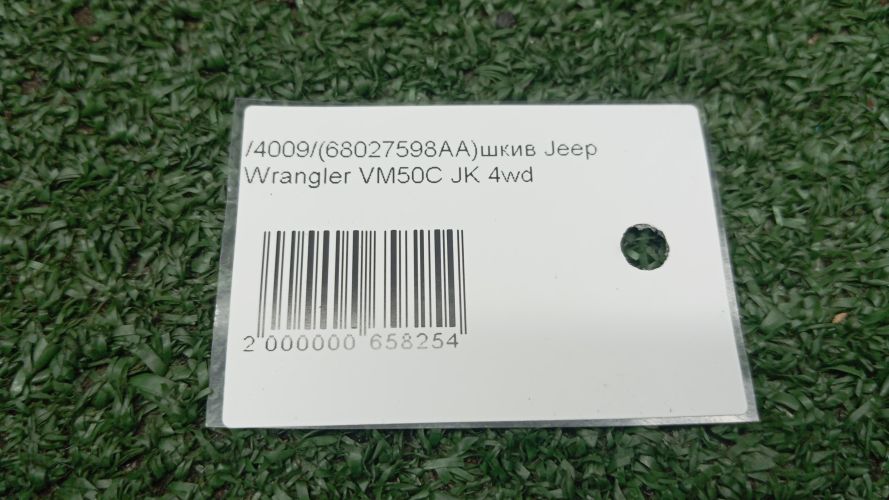 /4009/(68027598AA)шкив Jeep
Wrangler VM50C JK 4wd
2 000000 658254